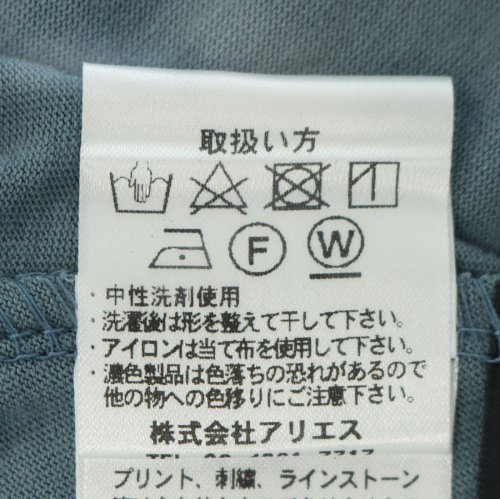 取扱い方
F W
・中性洗剤使用
・洗濯後は形を整えて干して下さい。
・アイロンは当て布を使用して下さい。
・濃色製品は色落ちの恐れがあるので
他の物への色移りにご注意下さい。
株式会社アリエス
プリント、刺繍、ラインストーン